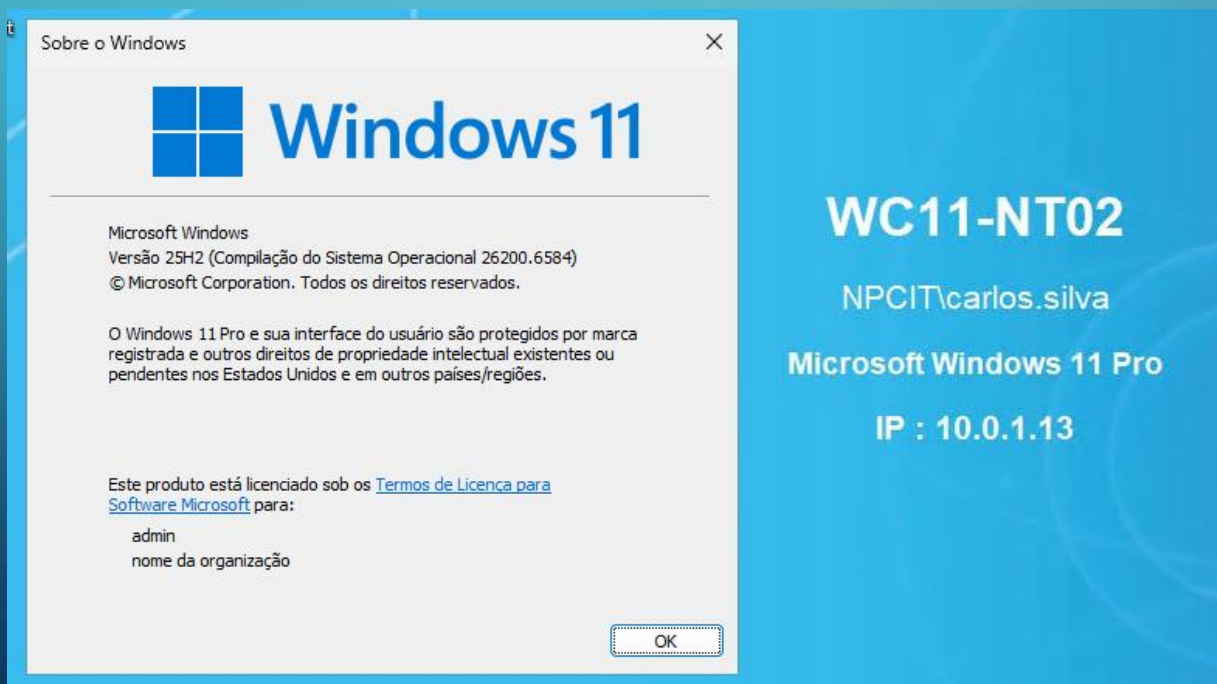 t
Sobre o Windows
Windows 11
Microsoft Windows
Versão 25H2 (Compilação do Sistema Operacional 26200.6584)
© Microsoft Corporation. Todos os direitos reservados.
O Windows 11 Pro e sua interface do usuário são protegidos por marca
registrada e outros direitos de propriedade intelectual existentes ou
pendentes nos Estados Unidos e em outros países/regiões.
Este produto está licenciado sob os Termos de Licença para
Software Microsoft para:
admin
nome da organização
OK
WC11-NT02
NPCIT\carlos.silva
Microsoft Windows 11 Pro
IP : 10.0.1.13